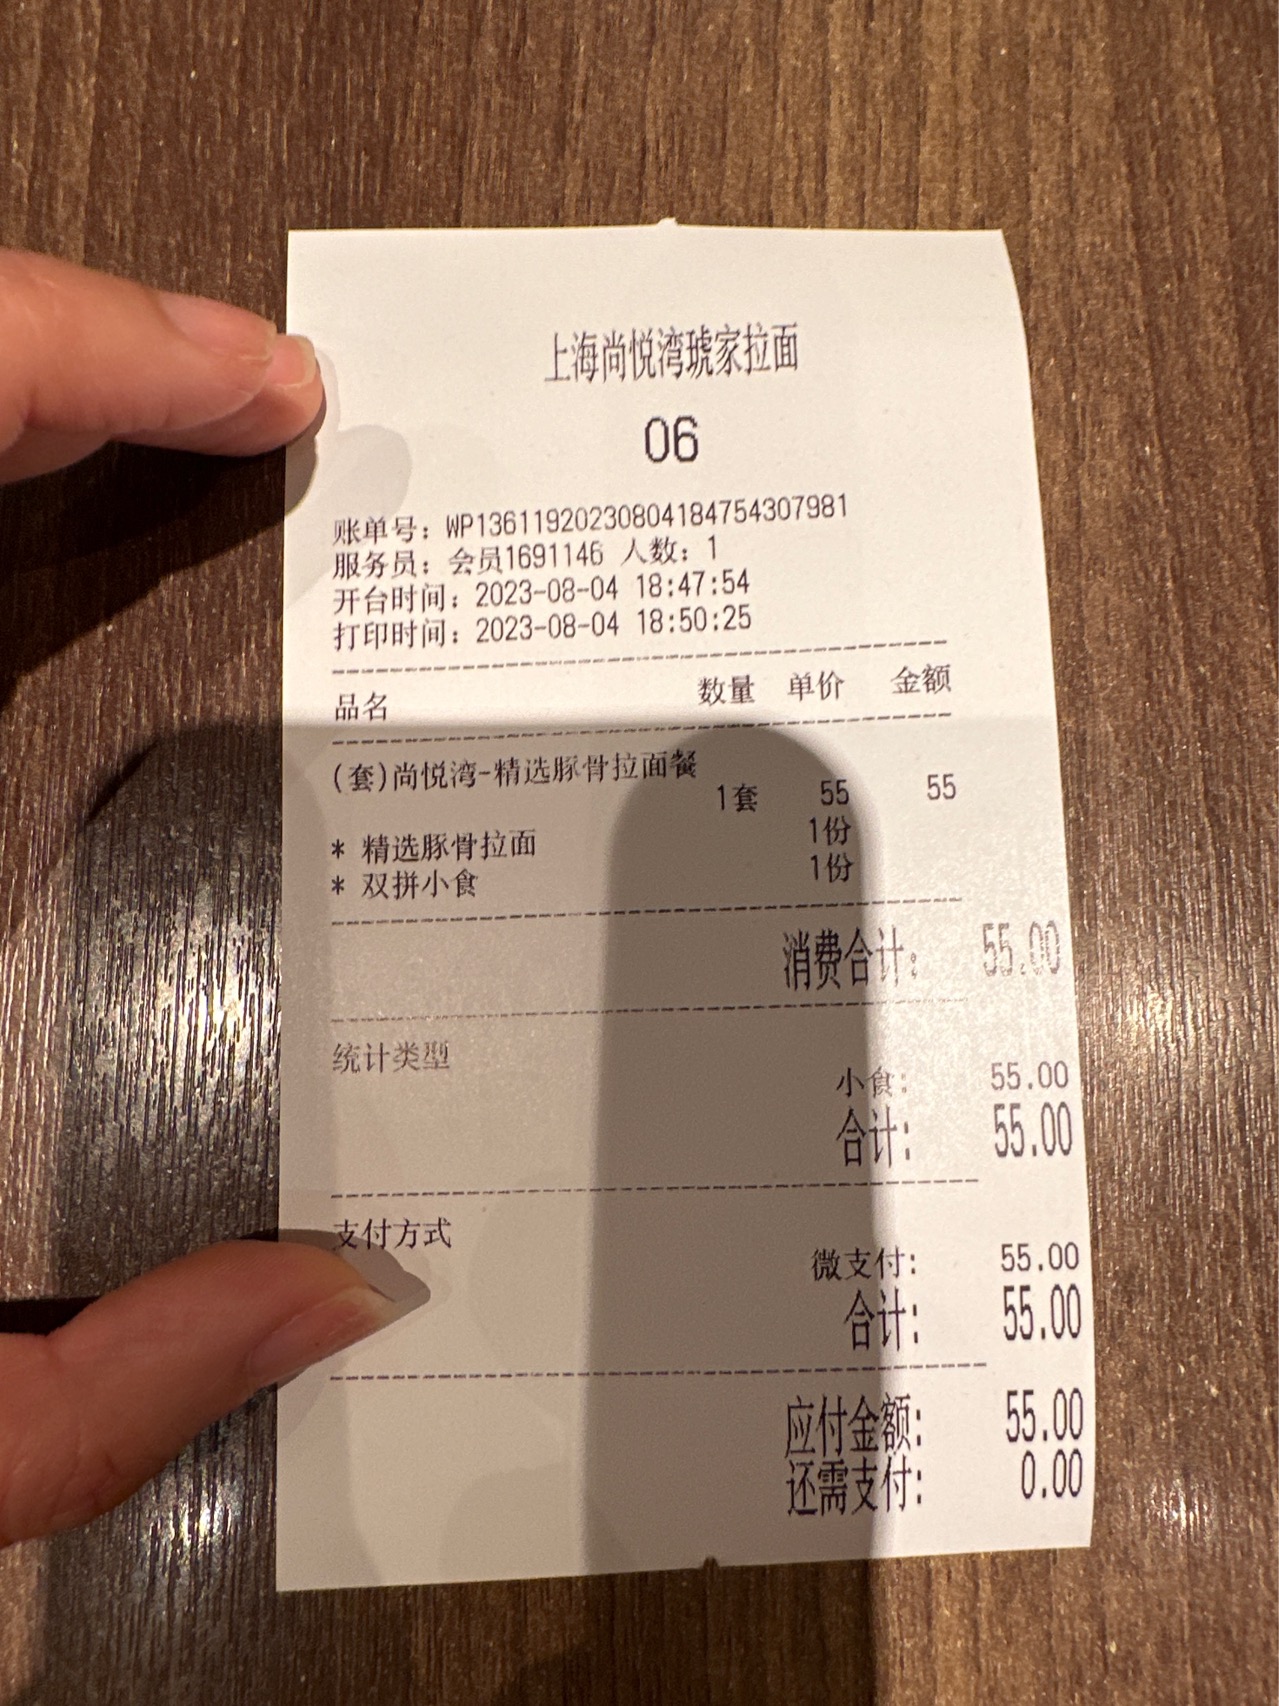 上海尚悦湾琥家拉面
06
账单号：WP13611920230804184754307981
服务员：会员1691146 人数：1
开台时间：2023-08-04 18:47:54
打印时间：2023-08-04 18:50:25
品名 数量 单价 金额
(套)尚悦湾-精选豚骨拉面餐
1套 55 55
* 精选豚骨拉面 1份
* 双拼小食 1份
消费合计：55.00
统计类型
小食：55.00
合计：55.00
支付方式
微支付：55.00
合计：55.00
应付金额：55.00
还需支付：0.00